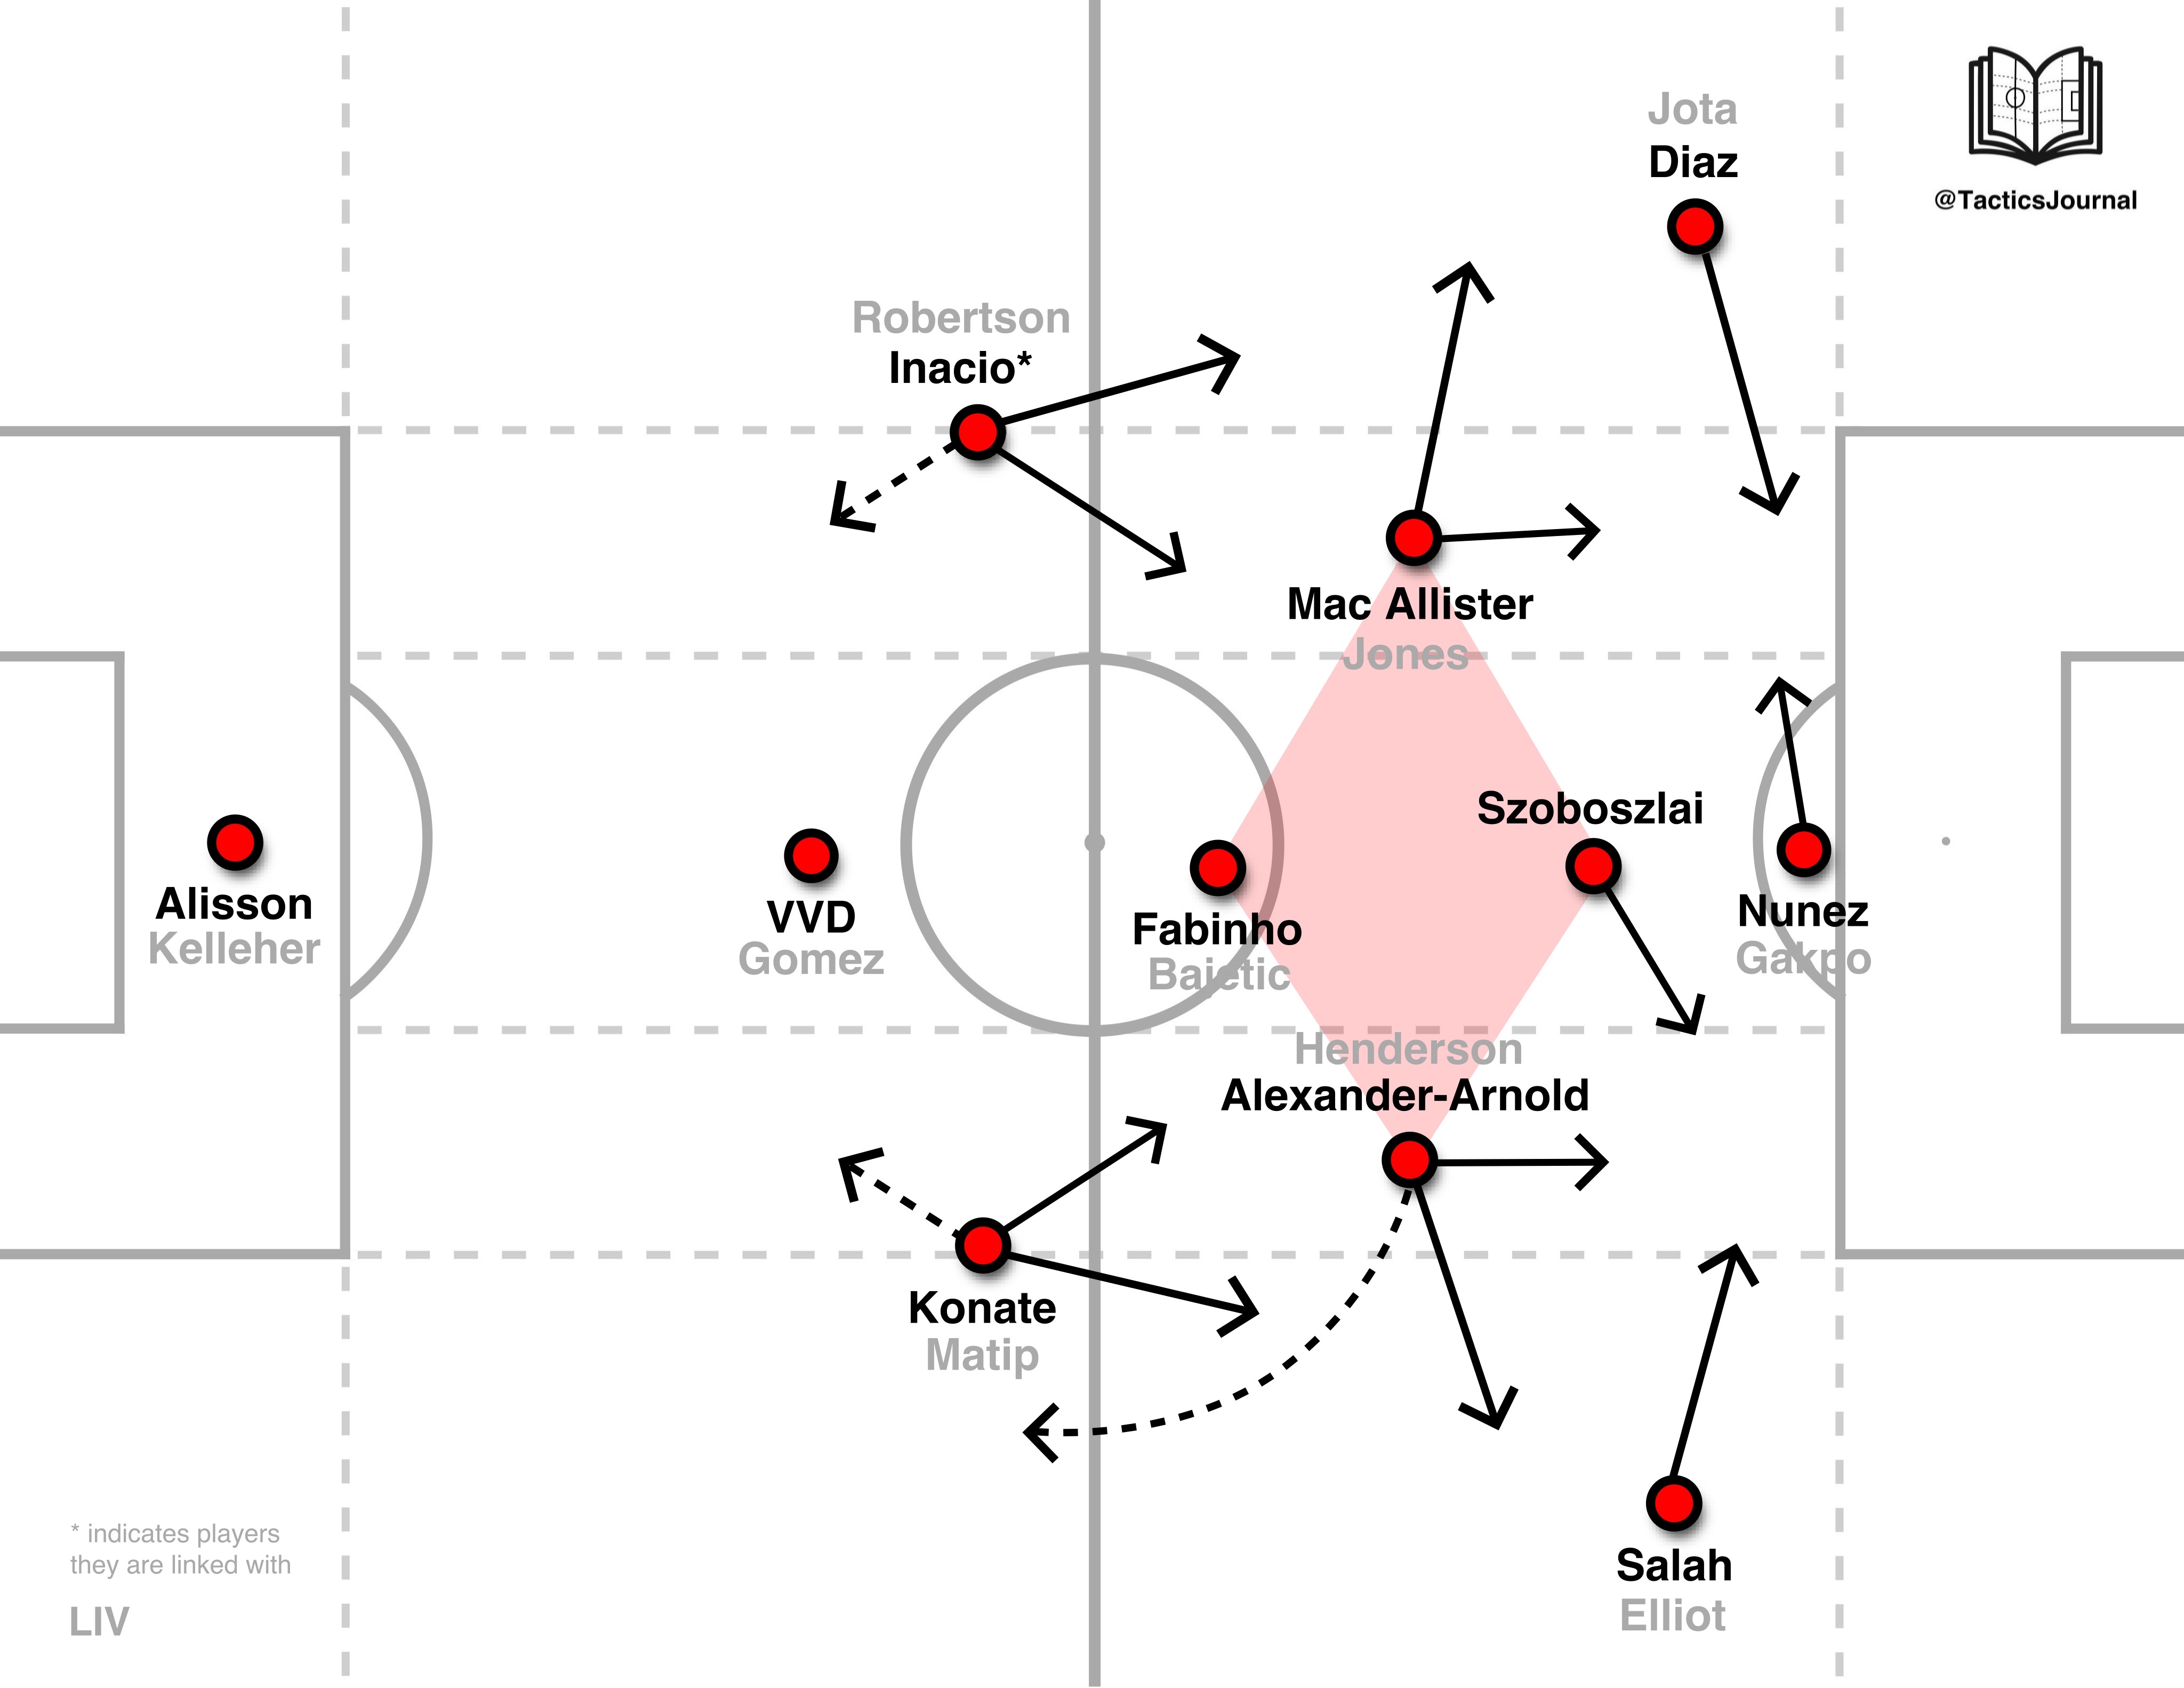 Jota
Diaz
@TacticsJournal
Robertson
Inacio*
Mac Allister
Jones
Szoboszlai
Alisson
Kelleher
VVD
Gomez
Fabinho
Bajetic
Nunez
Gakpo
Henderson
Alexander-Arnold
Konate
Matip
Salah
Elliot
* indicates players
they are linked with
LIV